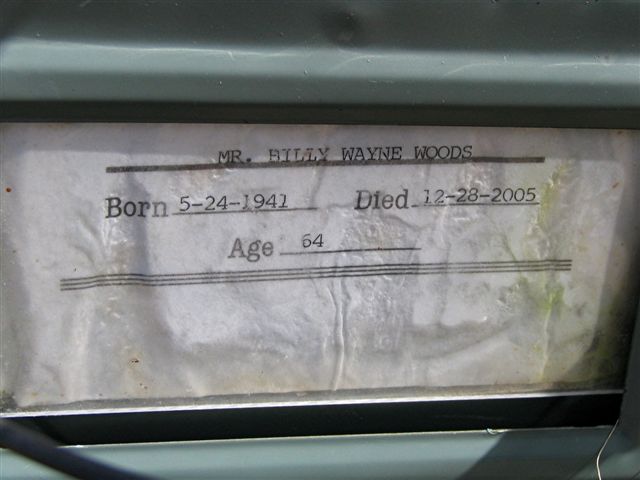 MR. BILLY WAYNE WOODS
Born 5-24-1941 Died 12-28-2005
Age 64